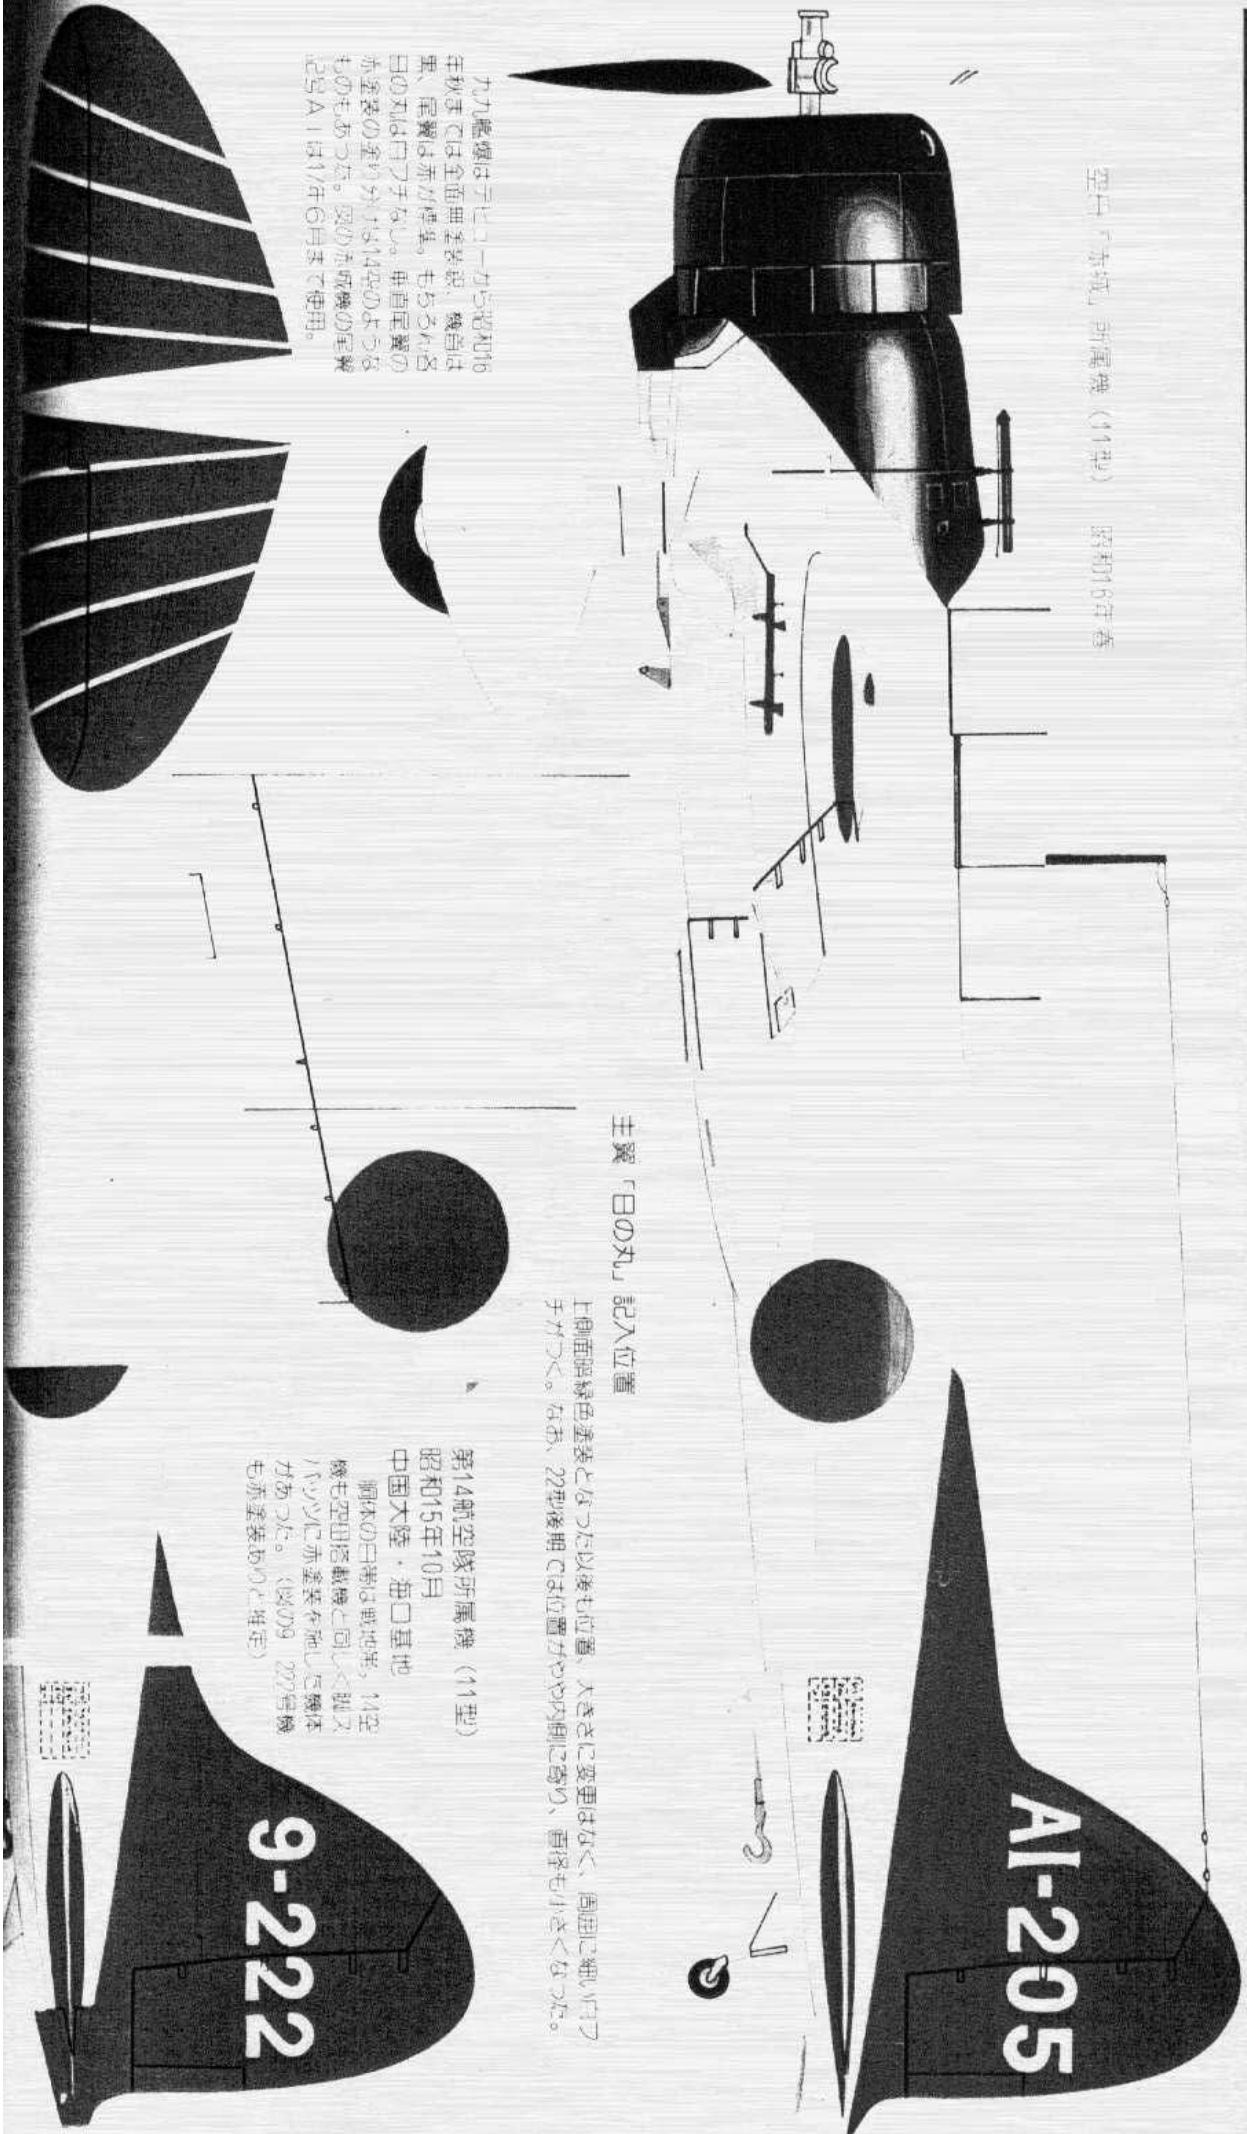 空母「赤城」所属機（11型）　昭和16年春
九九艦爆はデビューから昭和16
年秋までは全面無塗装銀、機首は
黒、尾翼は赤が標準。もちろん各
日の丸は白フチなし。垂直尾翼の
赤塗装の塗り分けは14空のような
ものもあった。図の赤城機の尾翼
記号AIは17年6月まで使用。
主翼「日の丸」記入位置
上側面暗緑色塗装となった以後も位置、大きさに変更はなく、周囲に細い白フ
チがつく。なお、22型後期では位置がやや内側に寄り、直径も小さくなった。
AI-205
第14航空隊所属機（11型）
昭和15年10月
中国大陸・海口基地
胴体の白帯は戦地帯。14空
機も空母搭載機と同じく脚ス
パッツに赤塗装を施した機体
があった。（図の9-222号機
も赤塗装ありと推定）
9-222